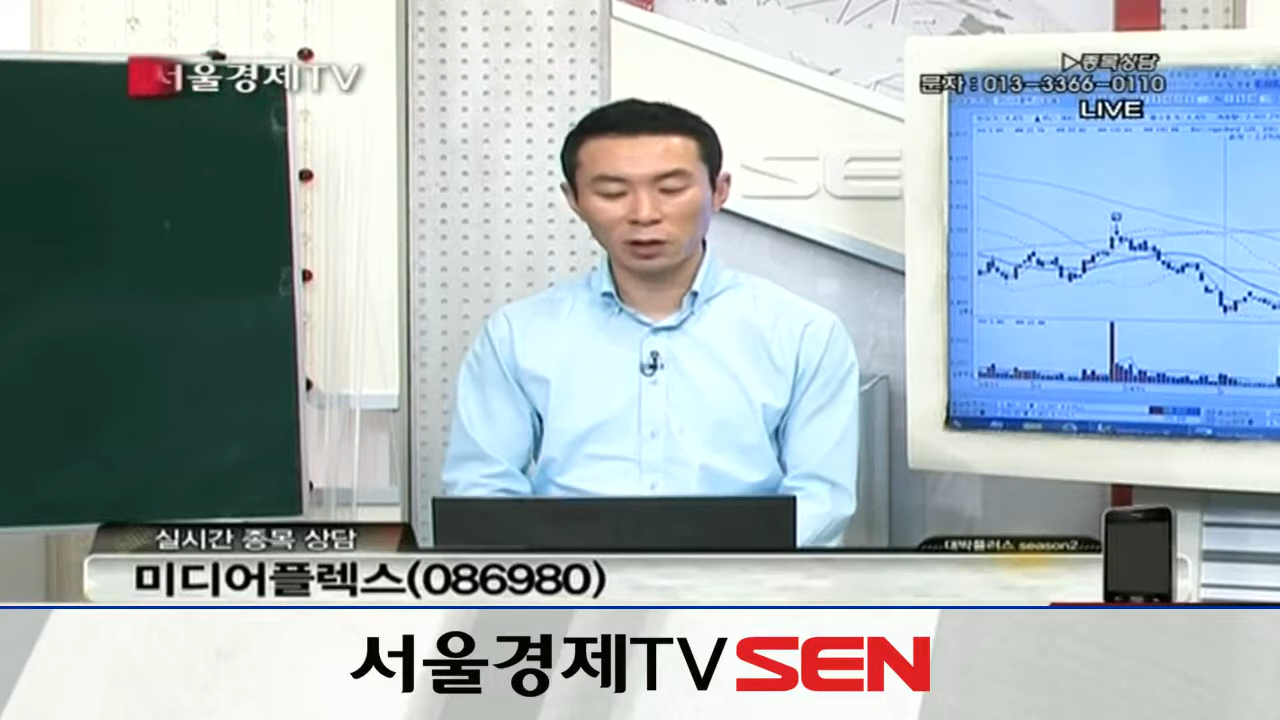 서울경제TV
▷종목상담
문자 : 013-3366-0110
LIVE
SE
실시간 종목 상담
대박플러스 season2
미디어플렉스(086980)
서울경제TV SEN